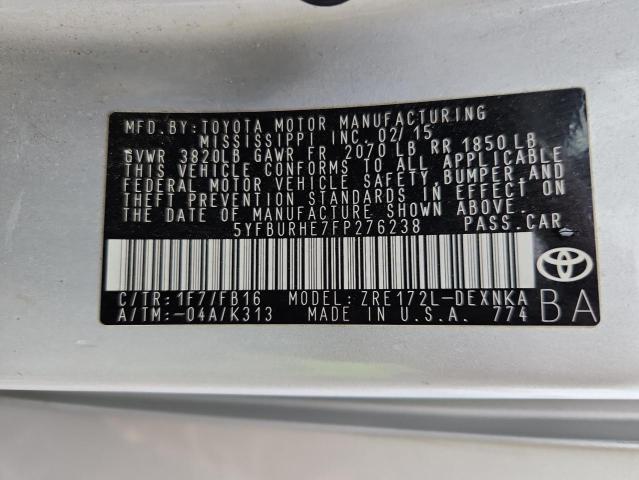 MFD. BY: TOYOTA MOTOR MANUFACTURING
MISSISSIPPI INC. 02/15
GVWR 3820LB GAWR FR 2070 LB RR 1850 LB
THIS VEHICLE CONFORMS TO ALL APPLICABLE
FEDERAL MOTOR VEHICLE SAFETY, BUMPER, AND
THEFT PREVENTION STANDARDS IN EFFECT ON
THE DATE OF MANUFACTURE SHOWN ABOVE.
5YFBURHE7FP276238 PASS. CAR
C/TR: 1F7/FB16 MODEL: ZRE172L-DEXNKA
A/TM:-04A/K313 MADE IN U.S.A. 774 BA